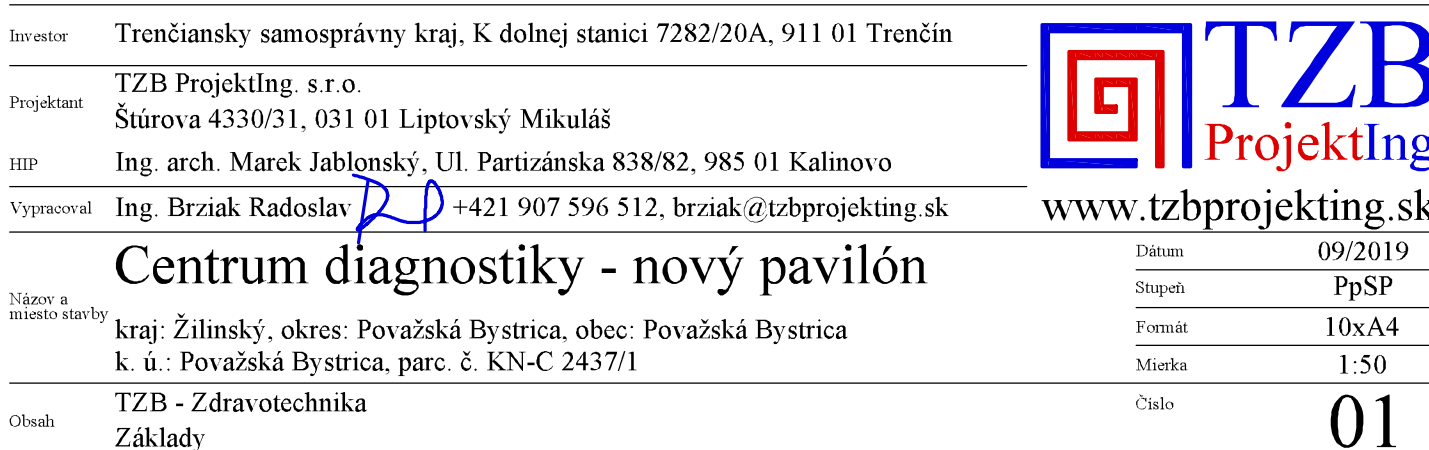 Investor Trenčiansky samosprávny kraj, K dolnej stanici 7282/20A, 911 01 Trenčín
TZB
ProjektIng
www.tzbprojekting.sk
Projektant TZB ProjektIng. s.r.o.
Štúrova 4330/31, 031 01 Liptovský Mikuláš
HIP Ing. arch. Marek Jablonský, Ul. Partizánska 838/82, 985 01 Kalinovo
Vypracoval Ing. Brziak Radoslav +421 907 596 512, brziak@tzbprojekting.sk
Názov a
miesto stavby
Centrum diagnostiky - nový pavilón
kraj: Žilinský, okres: Považská Bystrica, obec: Považská Bystrica
k. ú.: Považská Bystrica, parc. č. KN-C 2437/1
Dátum 09/2019
Stupeň PpSP
Formát 10xA4
Mierka 1:50
Obsah TZB - Zdravotechnika
Základy
Číslo 01